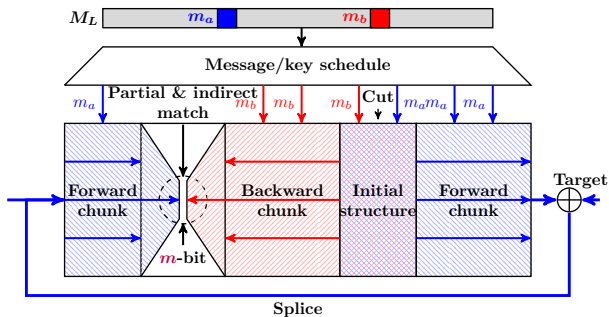 M_L m_a m_b
Message/key schedule
m_a Partial & indirect match m_b m_b m_b Cut m_a m_a m_a
Forward chunk
Backward chunk
Initial structure
Forward chunk
Target
m-bit
Splice